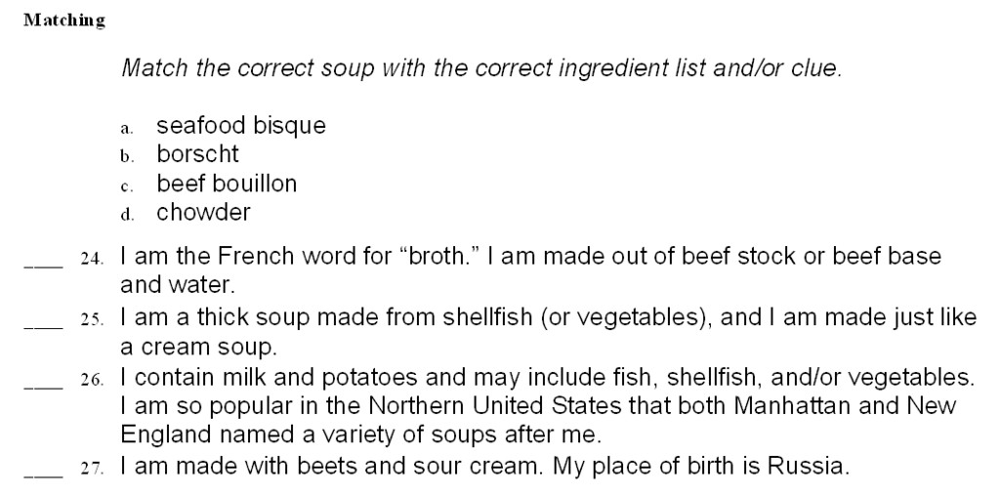 Matching
Match the correct soup with the correct ingredient list and/or clue.
a. seafood bisque
b. borscht
c. beef bouillon
d. chowder
____ 24. I am the French word for “broth.” I am made out of beef stock or beef base
and water.
____ 25. I am a thick soup made from shellfish (or vegetables), and I am made just like
a cream soup.
____ 26. I contain milk and potatoes and may include fish, shellfish, and/or vegetables.
I am so popular in the Northern United States that both Manhattan and New
England named a variety of soups after me.
____ 27. I am made with beets and sour cream. My place of birth is Russia.